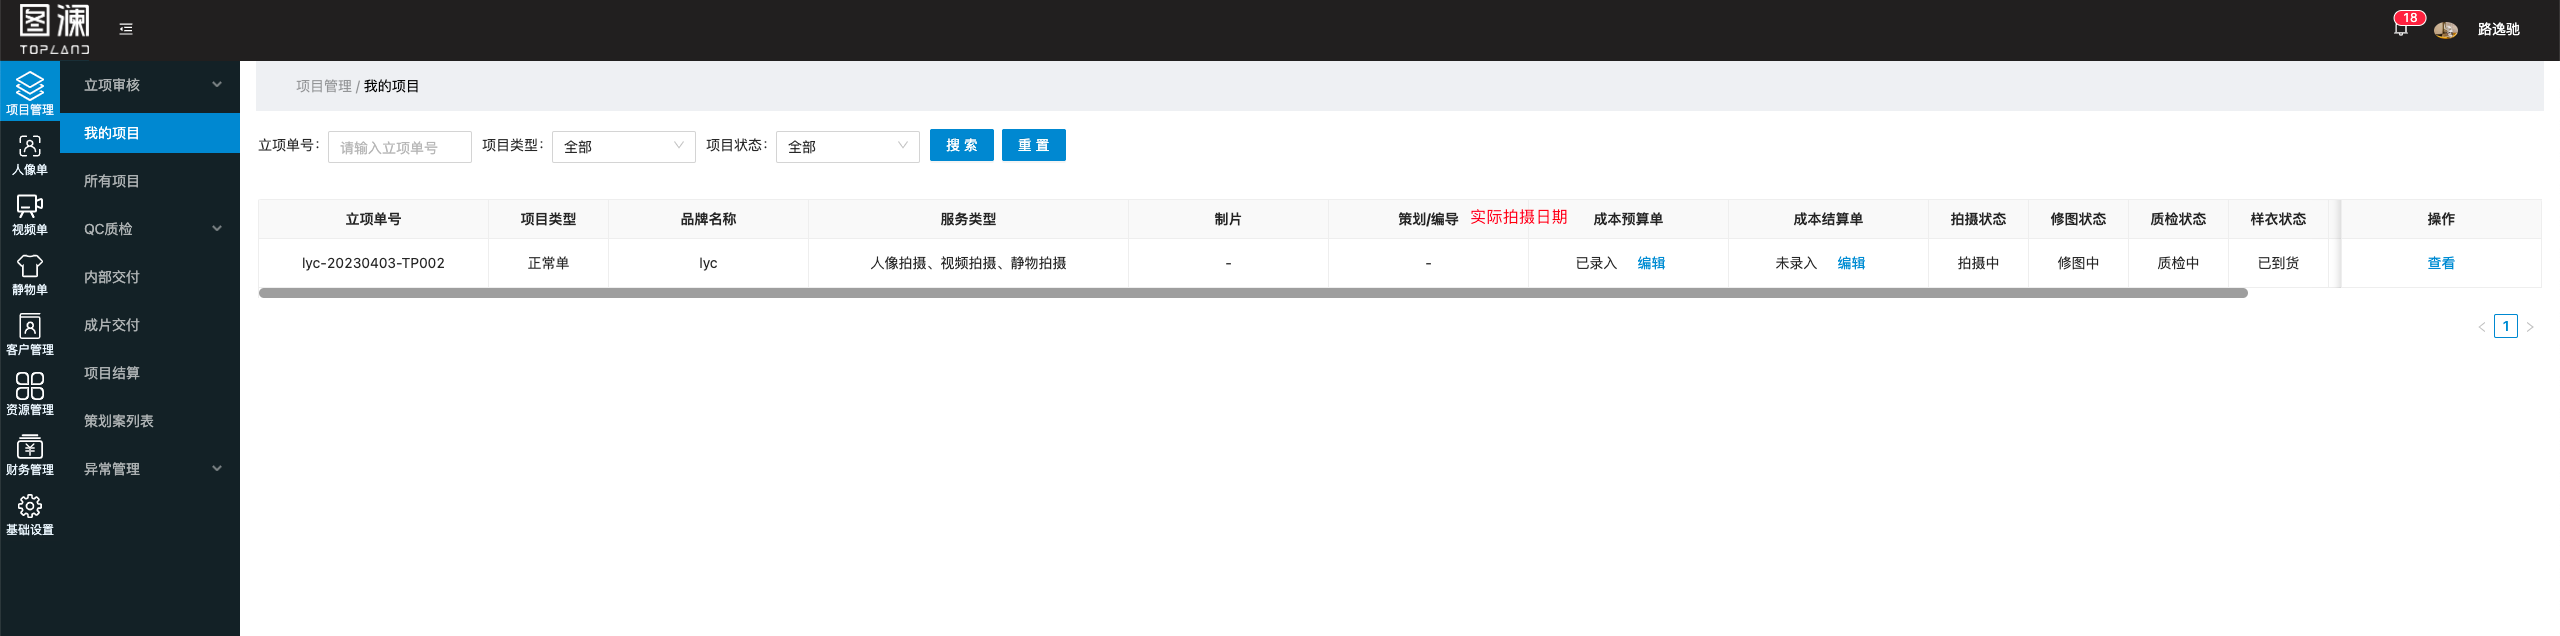 图澜
TOPLAND
18
路逸驰
项目管理
人像单
视频单
静物单
客户管理
资源管理
财务管理
基础设置
立项审核
我的项目
所有项目
QC质检
内部交付
成片交付
项目结算
策划案列表
异常管理
项目管理 / 我的项目
立项单号： 请输入立项单号 项目类型： 全部 项目状态： 全部 搜 索 重 置
立项单号 项目类型 品牌名称 服务类型 制片 策划/编导 实际拍摄日期 成本预算单 成本结算单 拍摄状态 修图状态 质检状态 样衣状态 操作
lyc-20230403-TP002 正常单 lyc 人像拍摄、视频拍摄、静物拍摄 - - 已录入 编辑 未录入 编辑 拍摄中 修图中 质检中 已到货 查看
< 1 >